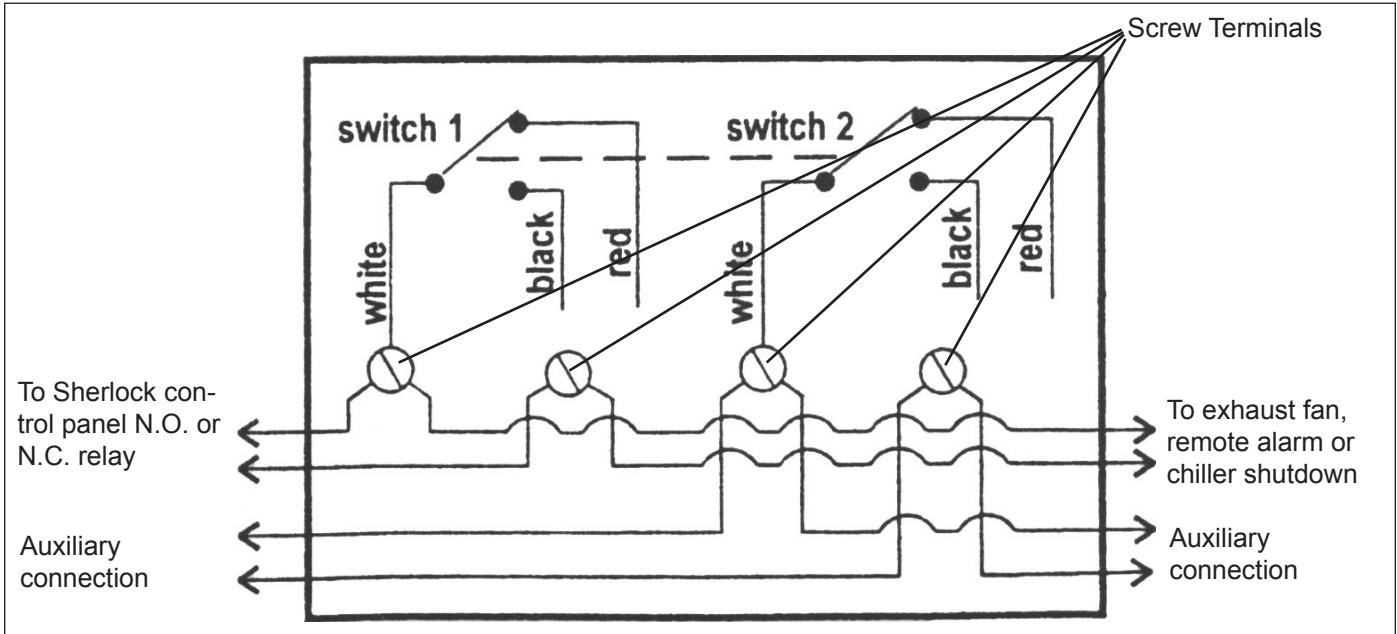 Screw Terminals
switch 1
switch 2
white
black
red
white
black
red
To Sherlock con-
trol panel N.O. or
N.C. relay
To exhaust fan,
remote alarm or
chiller shutdown
Auxiliary
connection
Auxiliary
connection